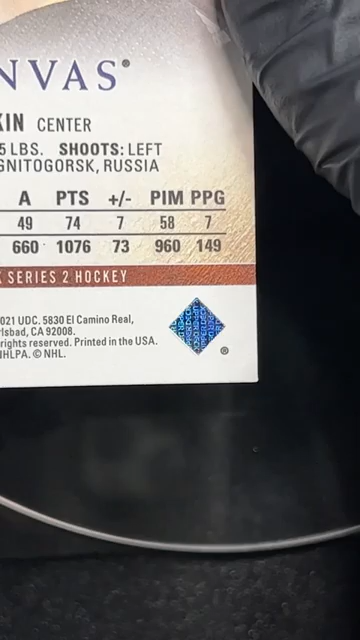 NVAS®
KIN CENTER
5 LBS. SHOOTS: LEFT
GNITOGORSK, RUSSIA
A PTS +/- PIM PPG
49 74 7 58 7
660 1076 73 960 149
SERIES 2 HOCKEY
021 UDC. 5830 El Camino Real,
rlsbad, CA 92008.
rights reserved. Printed in the USA.
NHLPA. © NHL.
®